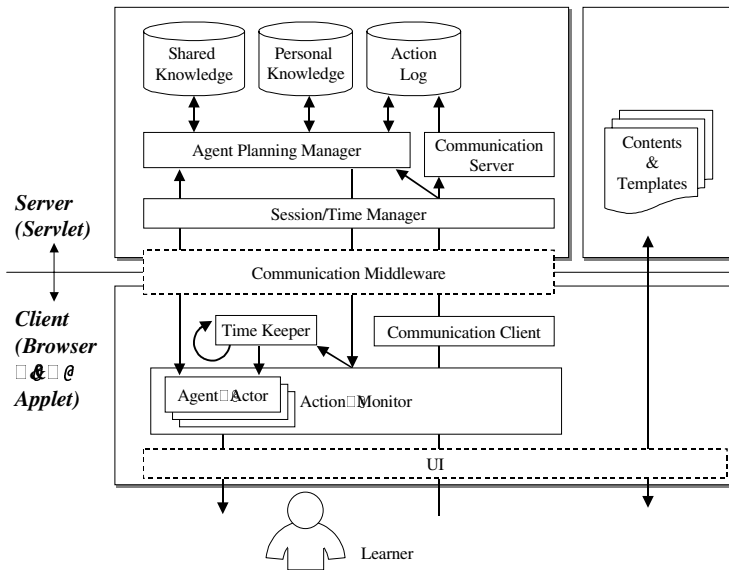 Shared
Knowledge
Personal
Knowledge
Action
Log
Agent Planning Manager
Communication
Server
Contents
&
Templates
Session/Time Manager
Server
(Servlet)
Communication Middleware
Client
(Browser
&
Applet)
Time Keeper
Communication Client
Agent Actor
Action Monitor
UI
Learner